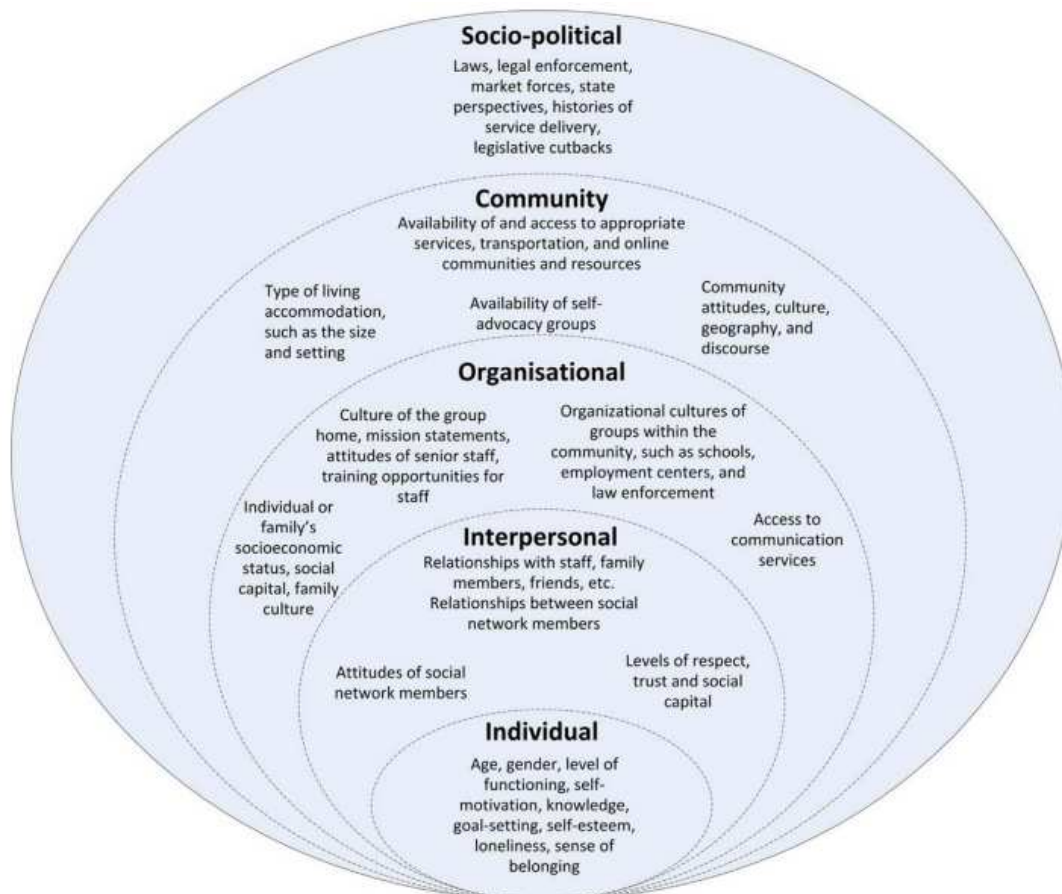 Socio-political
Laws, legal enforcement,
market forces, state
perspectives, histories of
service delivery,
legislative cutbacks
Community
Availability of and access to appropriate
services, transportation, and online
communities and resources
Type of living
accommodation,
such as the size
and setting
Availability of self-
advocacy groups
Community
attitudes, culture,
geography, and
discourse
Organisational
Culture of the group
home, mission statements,
attitudes of senior staff,
training opportunities for
staff
Organizational cultures of
groups within the
community, such as schools,
employment centers, and
law enforcement
Individual or
family's
socioeconomic
status, social
capital, family
culture
Access to
communication
services
Interpersonal
Relationships with staff, family
members, friends, etc.
Relationships between social
network members
Attitudes of social
network members
Levels of respect,
trust and social
capital
Individual
Age, gender, level of
functioning, self-
motivation, knowledge,
goal-setting, self-esteem,
loneliness, sense of
belonging